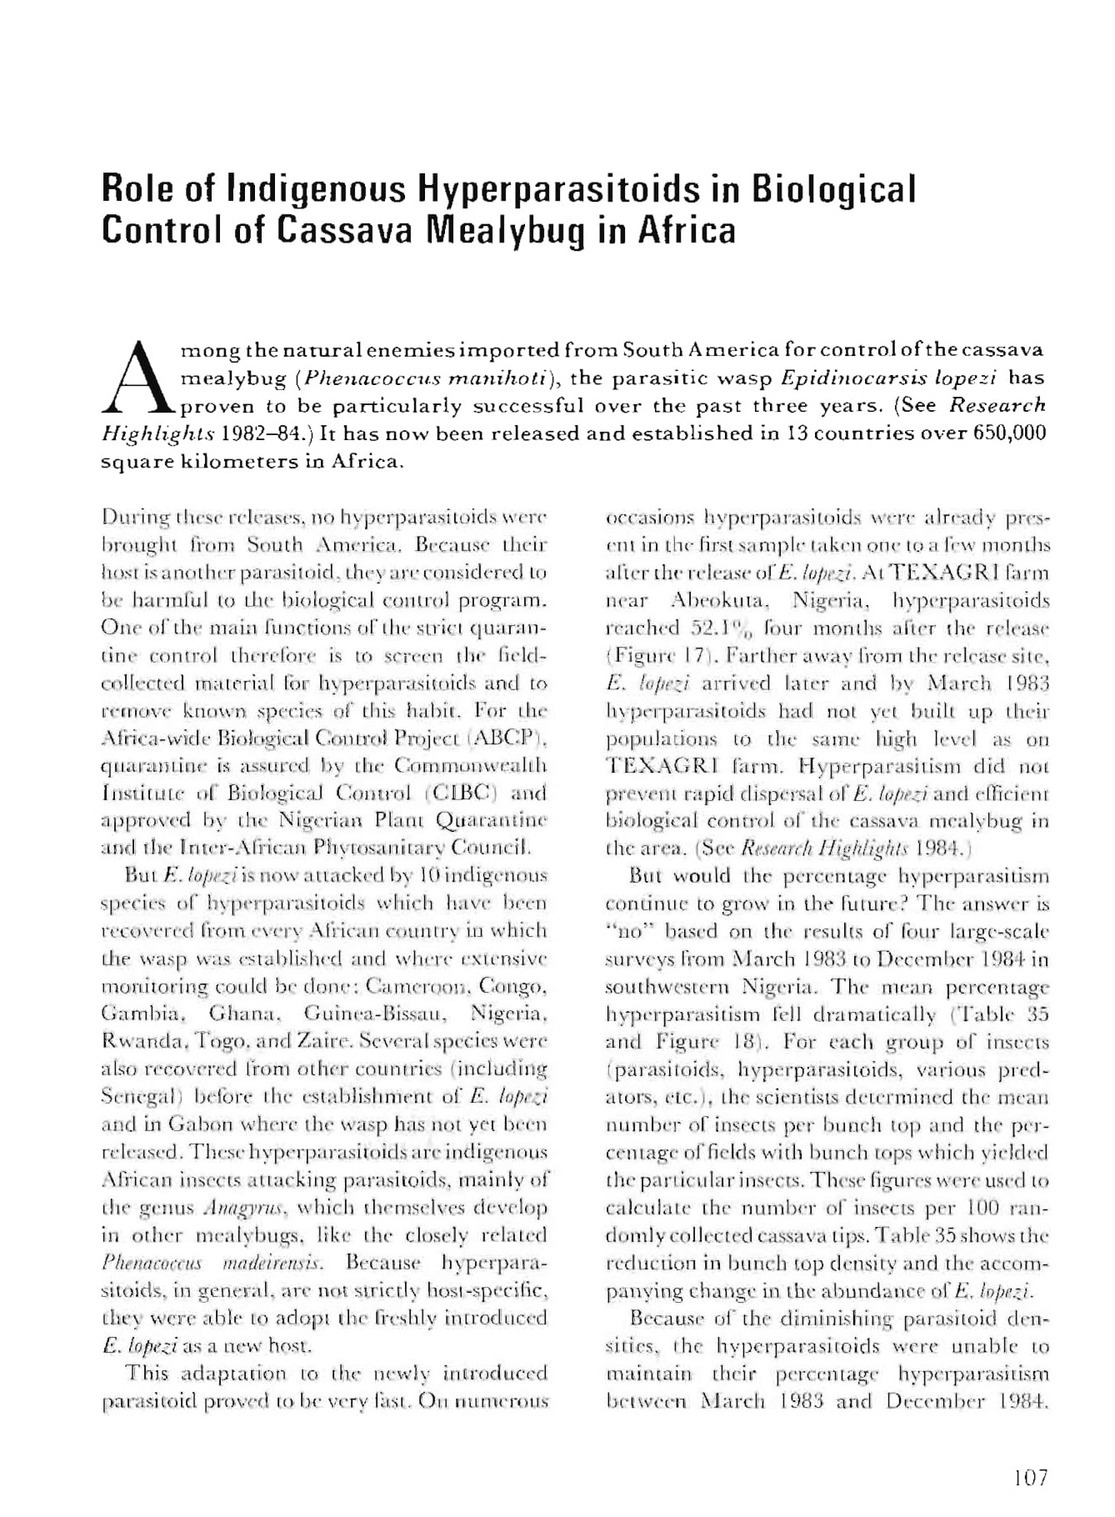 Role of Indigenous Hyperparasitoids in Biological
Control of Cassava Mealybug in Africa
Among the natural enemies imported from South America for control of the cassava
mealybug (Phenacoccus manihoti), the parasitic wasp Epidinocarsis lopezi has
proven to be particularly successful over the past three years. (See Research
Highlights 1982–84.) It has now been released and established in 13 countries over 650,000
square kilometers in Africa.
During these releases, no hyperparasitoids were
brought from South America. Because their
host is another parasitoid, they are considered to
be harmful to the biological control program.
One of the main functions of the strict quaran-
tine control therefore is to screen the field-
collected material for hyperparasitoids and to
remove known species of this habit. For the
Africa-wide Biological Control Project (ABCP),
quarantine is assured by the Commonwealth
Institute of Biological Control (CIBC) and
approved by the Nigerian Plant Quarantine
and the Inter-African Phytosanitary Council.
But E. lopezi is now attacked by 10 indigenous
species of hyperparasitoids which have been
recovered from every African country in which
the wasp was established and where extensive
monitoring could be done: Cameroon, Congo,
Gambia, Ghana, Guinea-Bissau, Nigeria,
Rwanda, Togo, and Zaire. Several species were
also recovered from other countries (including
Senegal) before the establishment of E. lopezi
and in Gabon where the wasp has not yet been
released. These hyperparasitoids are indigenous
African insects attacking parasitoids, mainly of
the genus Anagyrus, which themselves develop
in other mealybugs, like the closely related
Phenacoccus madeirensis. Because hyperpara-
sitoids, in general, are not strictly host-specific,
they were able to adopt the freshly introduced
E. lopezi as a new host.
This adaptation to the newly introduced
parasitoid proved to be very fast. On numerous
occasions hyperparasitoids were already pres-
ent in the first sample taken one to a few months
after the release of E. lopezi. At TEXAGRI farm
near Abeokuta, Nigeria, hyperparasitoids
reached 52.1% four months after the release
(Figure 17). Farther away from the release site,
E. lopezi arrived later and by March 1983
hyperparasitoids had not yet built up their
populations to the same high level as on
TEXAGRI farm. Hyperparasitism did not
prevent rapid dispersal of E. lopezi and efficient
biological control of the cassava mealybug in
the area. (See Research Highlights 1984.)
But would the percentage hyperparasitism
continue to grow in the future? The answer is
"no" based on the results of four large-scale
surveys from March 1983 to December 1984 in
southwestern Nigeria. The mean percentage
hyperparasitism fell dramatically (Table 35
and Figure 18). For each group of insects
(parasitoids, hyperparasitoids, various pred-
ators, etc.), the scientists determined the mean
number of insects per bunch top and the per-
centage of fields with bunch tops which yielded
the particular insects. These figures were used to
calculate the number of insects per 100 ran-
domly collected cassava tips. Table 35 shows the
reduction in bunch top density and the accom-
panying change in the abundance of E. lopezi.
Because of the diminishing parasitoid den-
sities, the hyperparasitoids were unable to
maintain their percentage hyperparasitism
between March 1983 and December 1984.
107